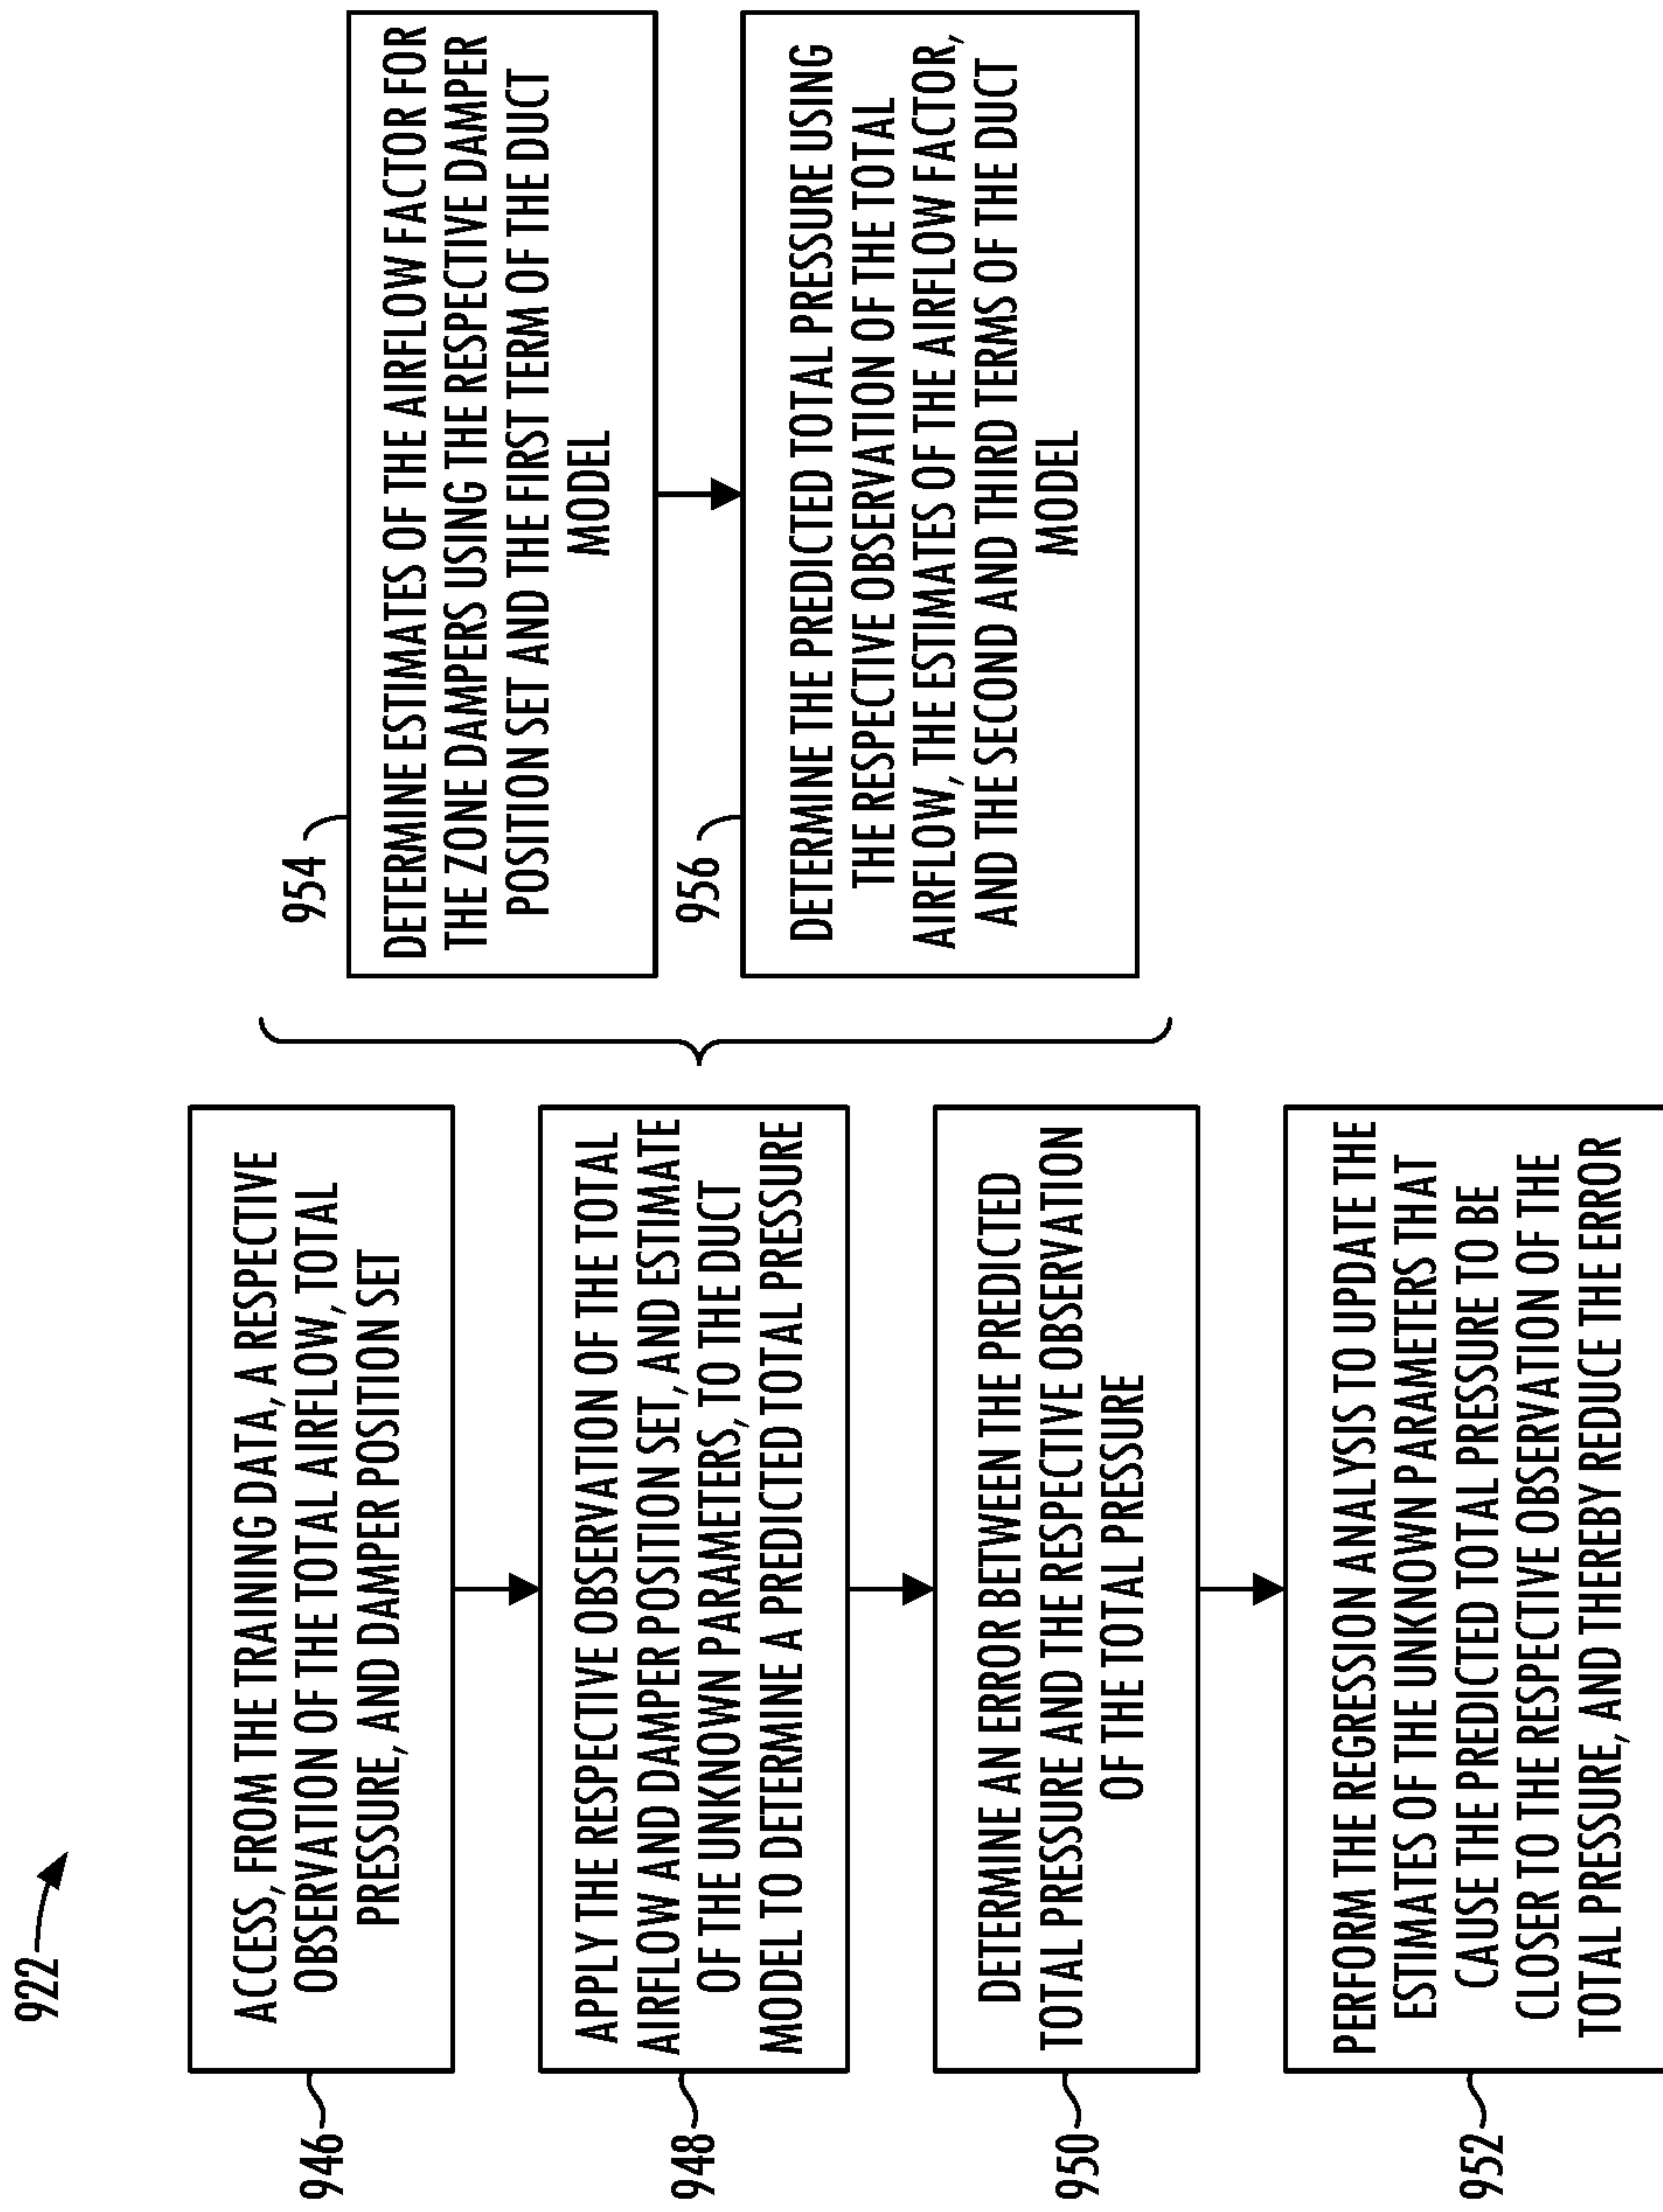 922
946
ACCESS, FROM THE TRAINING DATA, A RESPECTIVE
OBSERVATION OF THE TOTAL AIRFLOW, TOTAL
PRESSURE, AND DAMPER POSITION SET
948
APPLY THE RESPECTIVE OBSERVATION OF THE TOTAL
AIRFLOW AND DAMPER POSITION SET, AND ESTIMATE
OF THE UNKNOWN PARAMETERS, TO THE DUCT
MODEL TO DETERMINE A PREDICTED TOTAL PRESSURE
950
DETERMINE AN ERROR BETWEEN THE PREDICTED
TOTAL PRESSURE AND THE RESPECTIVE OBSERVATION
OF THE TOTAL PRESSURE
952
PERFORM THE REGRESSION ANALYSIS TO UPDATE THE
ESTIMATES OF THE UNKNOWN PARAMETERS THAT
CAUSE THE PREDICTED TOTAL PRESSURE TO BE
CLOSER TO THE RESPECTIVE OBSERVATION OF THE
TOTAL PRESSURE, AND THEREBY REDUCE THE ERROR
954
DETERMINE ESTIMATES OF THE AIRFLOW FACTOR FOR
THE ZONE DAMPERS USING THE RESPECTIVE DAMPER
POSITION SET AND THE FIRST TERM OF THE DUCT
MODEL
956
DETERMINE THE PREDICTED TOTAL PRESSURE USING
THE RESPECTIVE OBSERVATION OF THE TOTAL
AIRFLOW, THE ESTIMATES OF THE AIRFLOW FACTOR,
AND THE SECOND AND THIRD TERMS OF THE DUCT
MODEL